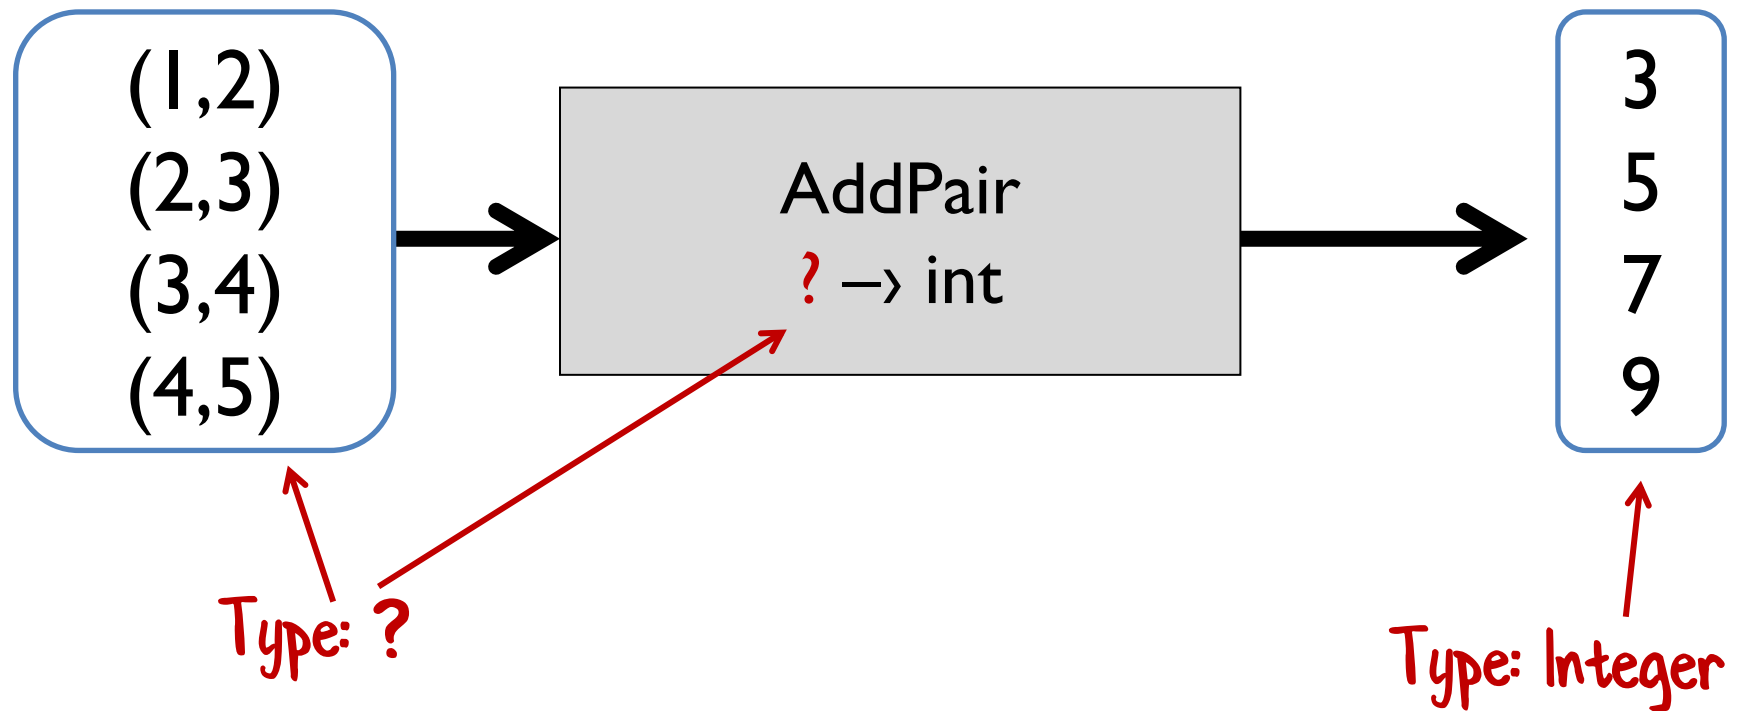 (1,2)
(2,3)
(3,4)
(4,5)
AddPair
? –> int
3
5
7
9
Type: ?
Type: Integer